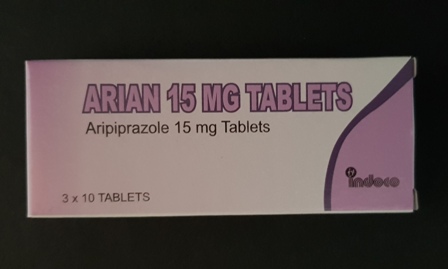 ARIAN 15 MG TABLETS
Aripiprazole 15 mg Tablets
3 x 10 TABLETS
indoco